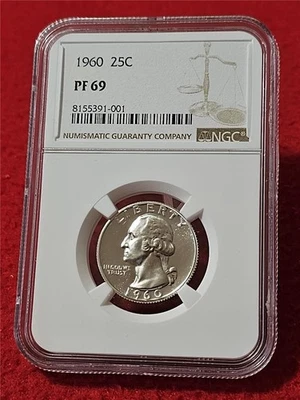 1960 25C
PF 69
8155391-001
NUMISMATIC GUARANTY COMPANY
NGC®
LIBERTY
IN GOD WE
TRUST
1960